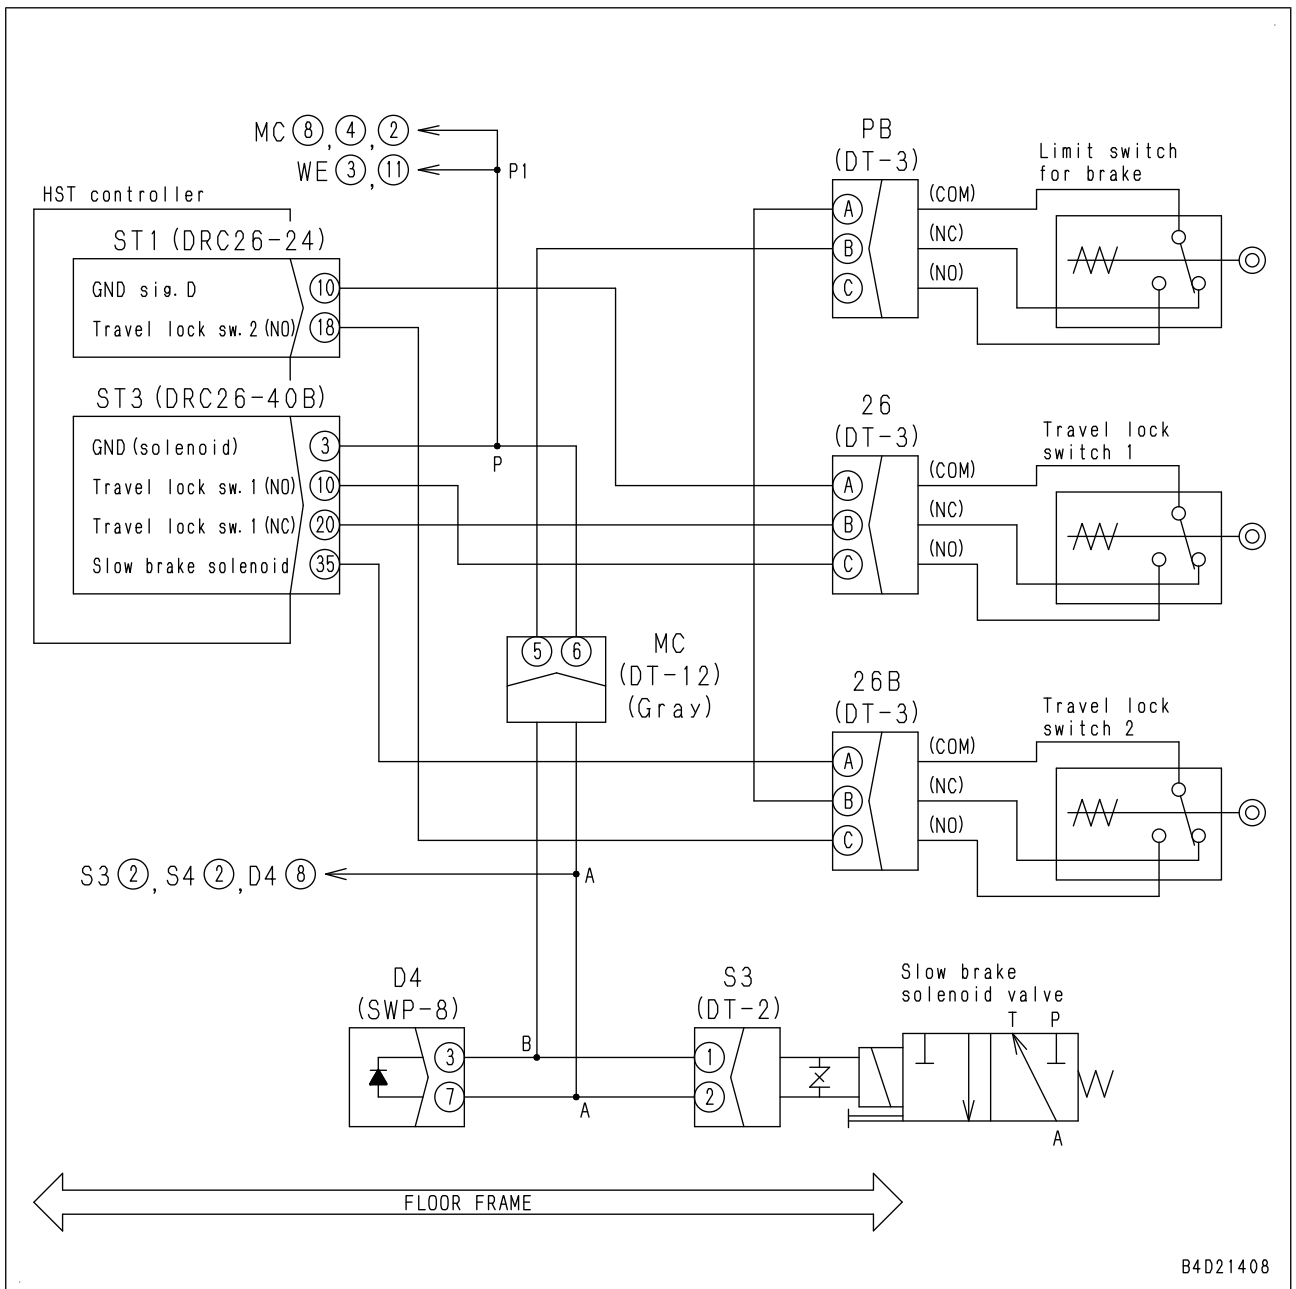 MC ⑧, ④, ②
WE ③, ⑪
P1
HST controller
ST1 (DRC26-24)
GND sig. D ⑩
Travel lock sw. 2 (NO) ⑱
ST3 (DRC26-40B)
GND (solenoid) ③
Travel lock sw. 1 (NO) ⑩
Travel lock sw. 1 (NC) ⑳
Slow brake solenoid ㉟
P
PB
(DT-3)
A
B
C
(COM)
(NC)
(NO)
Limit switch
for brake
26
(DT-3)
A
B
C
(COM)
(NC)
(NO)
Travel lock
switch 1
⑤ ⑥
MC
(DT-12)
(Gray)
26B
(DT-3)
A
B
C
(COM)
(NC)
(NO)
Travel lock
switch 2
S3 ②, S4 ②, D4 ⑧
A
D4
(SWP-8)
③
⑦
B
A
S3
(DT-2)
①
②
Slow brake
solenoid valve
T P
A
FLOOR FRAME
B4D21408